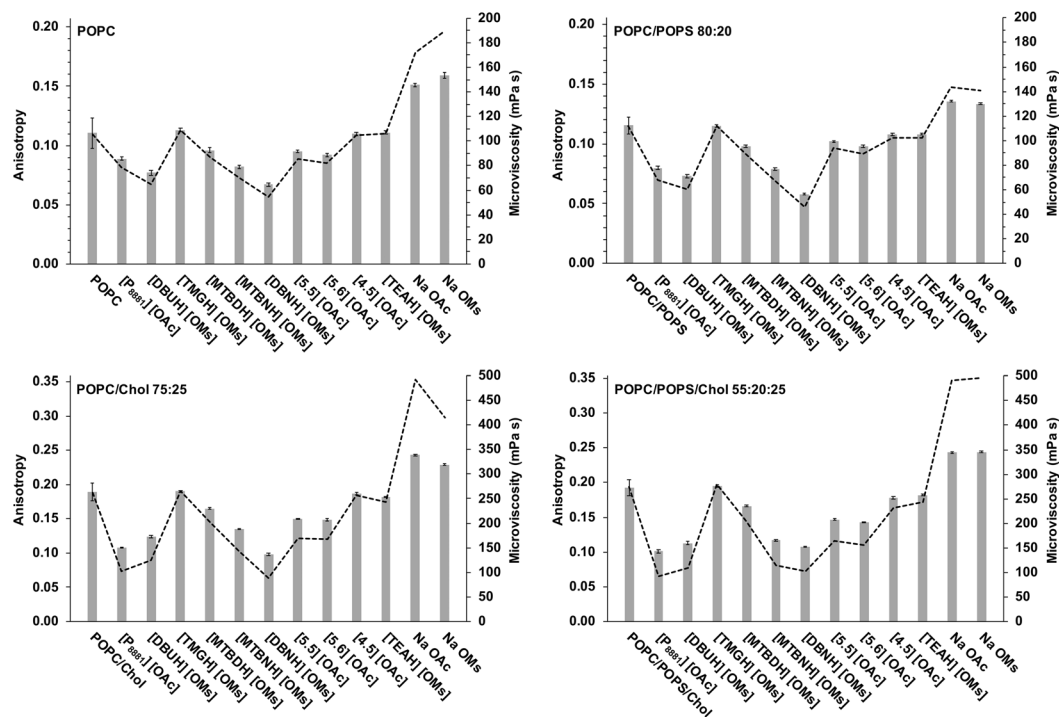 POPC
Anisotropy
0.20
0.15
0.10
0.05
0.00
200
180
160
140
120
100
80
60
40
20
0
Microviscosity (mPa s)
POPC
[P8881] [OAc]
[DBUH] [OMs]
[TMGH] [OMs]
[MTBDH] [OMs]
[MTBNH] [OMs]
[DBNH] [OMs]
[5.5] [OAc]
[5.6] [OAc]
[4.5] [OAc]
[TEAH] [OMs]
Na OAc
Na OMs
POPC/POPS 80:20
Anisotropy
0.20
0.15
0.10
0.05
0.00
200
180
160
140
120
100
80
60
40
20
0
Microviscosity (mPa s)
POPC/POPS
[P8881] [OAc]
[DBUH] [OMs]
[TMGH] [OMs]
[MTBDH] [OMs]
[MTBNH] [OMs]
[DBNH] [OMs]
[5.5] [OAc]
[5.6] [OAc]
[4.5] [OAc]
[TEAH] [OMs]
Na OAc
Na OMs
POPC/Chol 75:25
Anisotropy
0.35
0.30
0.25
0.20
0.15
0.10
0.05
0.00
500
450
400
350
300
250
200
150
100
50
0
Microviscosity (mPa s)
POPC/Chol
[P8881] [OAc]
[DBUH] [OMs]
[TMGH] [OMs]
[MTBDH] [OMs]
[MTBNH] [OMs]
[DBNH] [OMs]
[5.5] [OAc]
[5.6] [OAc]
[4.5] [OAc]
[TEAH] [OMs]
Na OAc
Na OMs
POPC/POPS/Chol 55:20:25
Anisotropy
0.35
0.30
0.25
0.20
0.15
0.10
0.05
0.00
500
450
400
350
300
250
200
150
100
50
0
Microviscosity (mPa s)
POPC/POPS/Chol
[P8881] [OAc]
[DBUH] [OMs]
[TMGH] [OMs]
[MTBDH] [OMs]
[MTBNH] [OMs]
[DBNH] [OMs]
[5.5] [OAc]
[5.6] [OAc]
[4.5] [OAc]
[TEAH] [OMs]
Na OAc
Na OMs